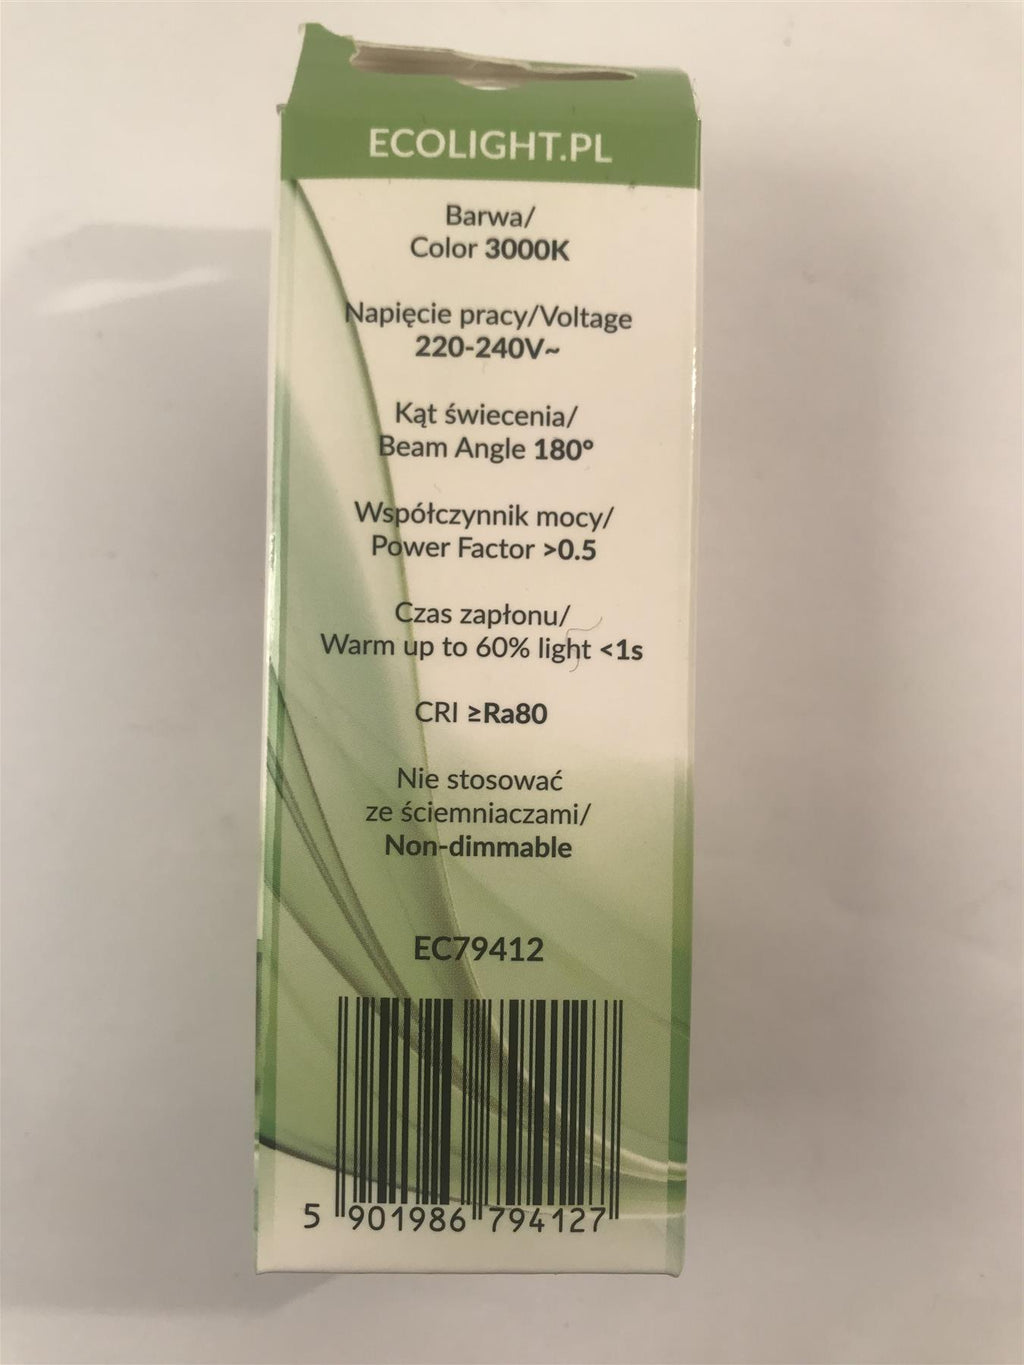 ECOLIGHT.PL
Barwa/
Color 3000K
Napięcie pracy/Voltage
220-240V~
Kąt świecenia/
Beam Angle 180°
Współczynnik mocy/
Power Factor >0.5
Czas zapłonu/
Warm up to 60% light <1s
CRI ≥Ra80
Nie stosować
ze ściemniaczami/
Non-dimmable
EC79412
5 901986 794127